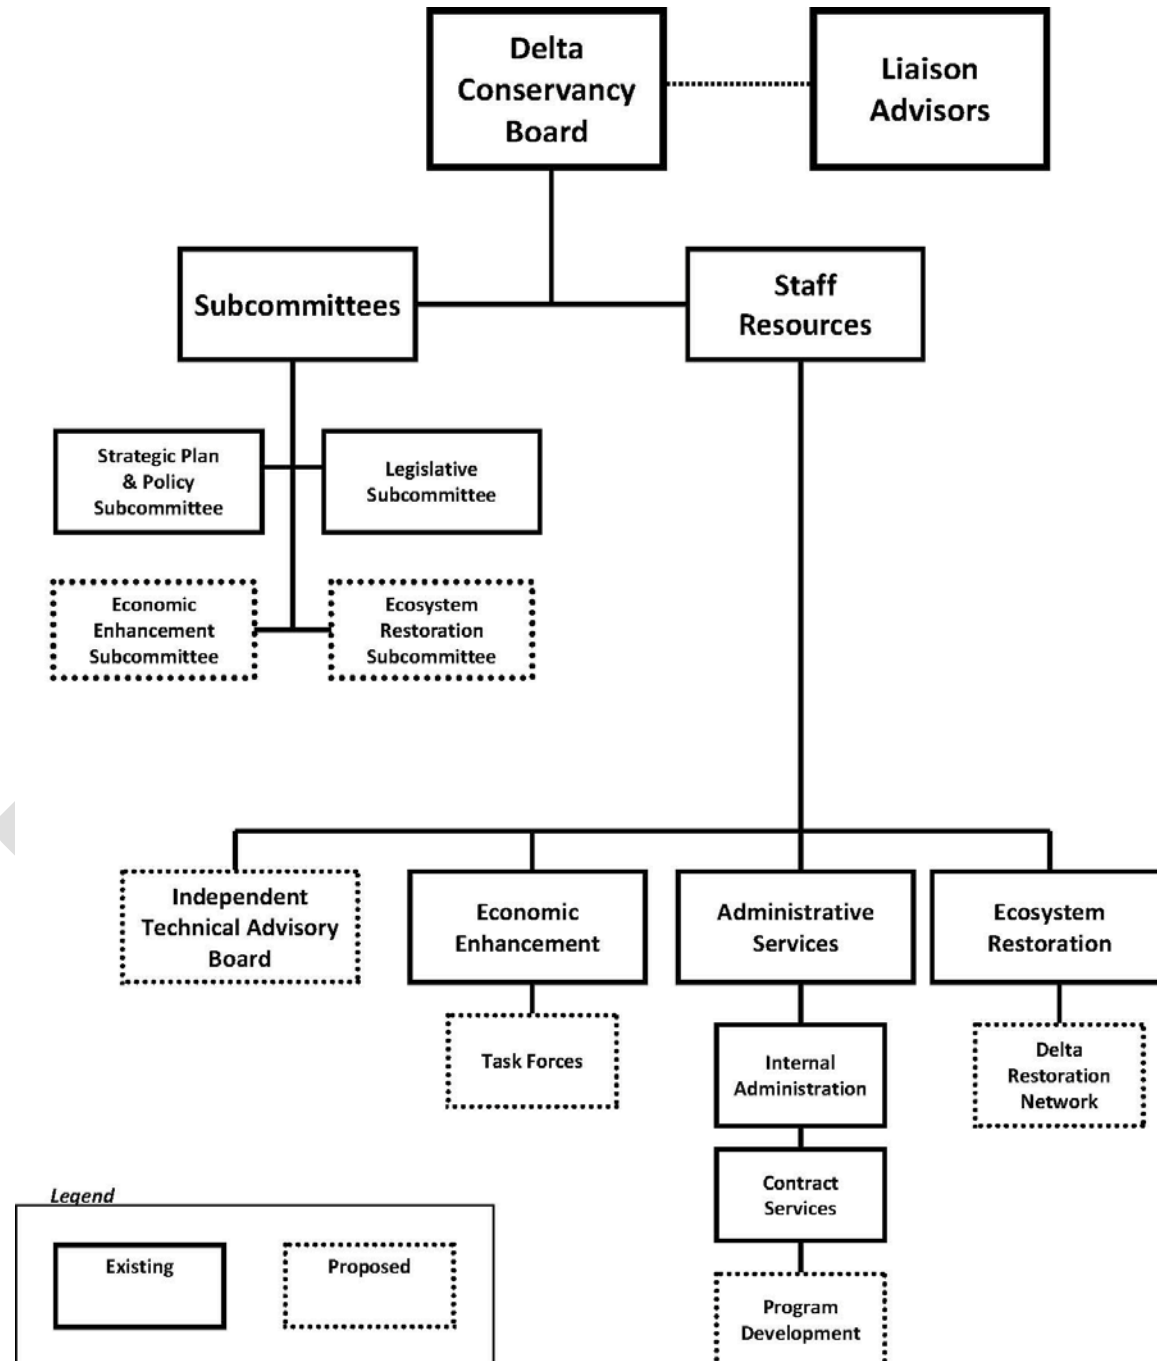 Delta
Conservancy
Board
Liaison
Advisors
Subcommittees
Staff
Resources
Strategic Plan
& Policy
Subcommittee
Legislative
Subcommittee
Economic
Enhancement
Subcommittee
Ecosystem
Restoration
Subcommittee
Independent
Technical Advisory
Board
Economic
Enhancement
Administrative
Services
Ecosystem
Restoration
Task Forces
Internal
Administration
Delta
Restoration
Network
Contract
Services
Program
Development
Legend
Existing
Proposed